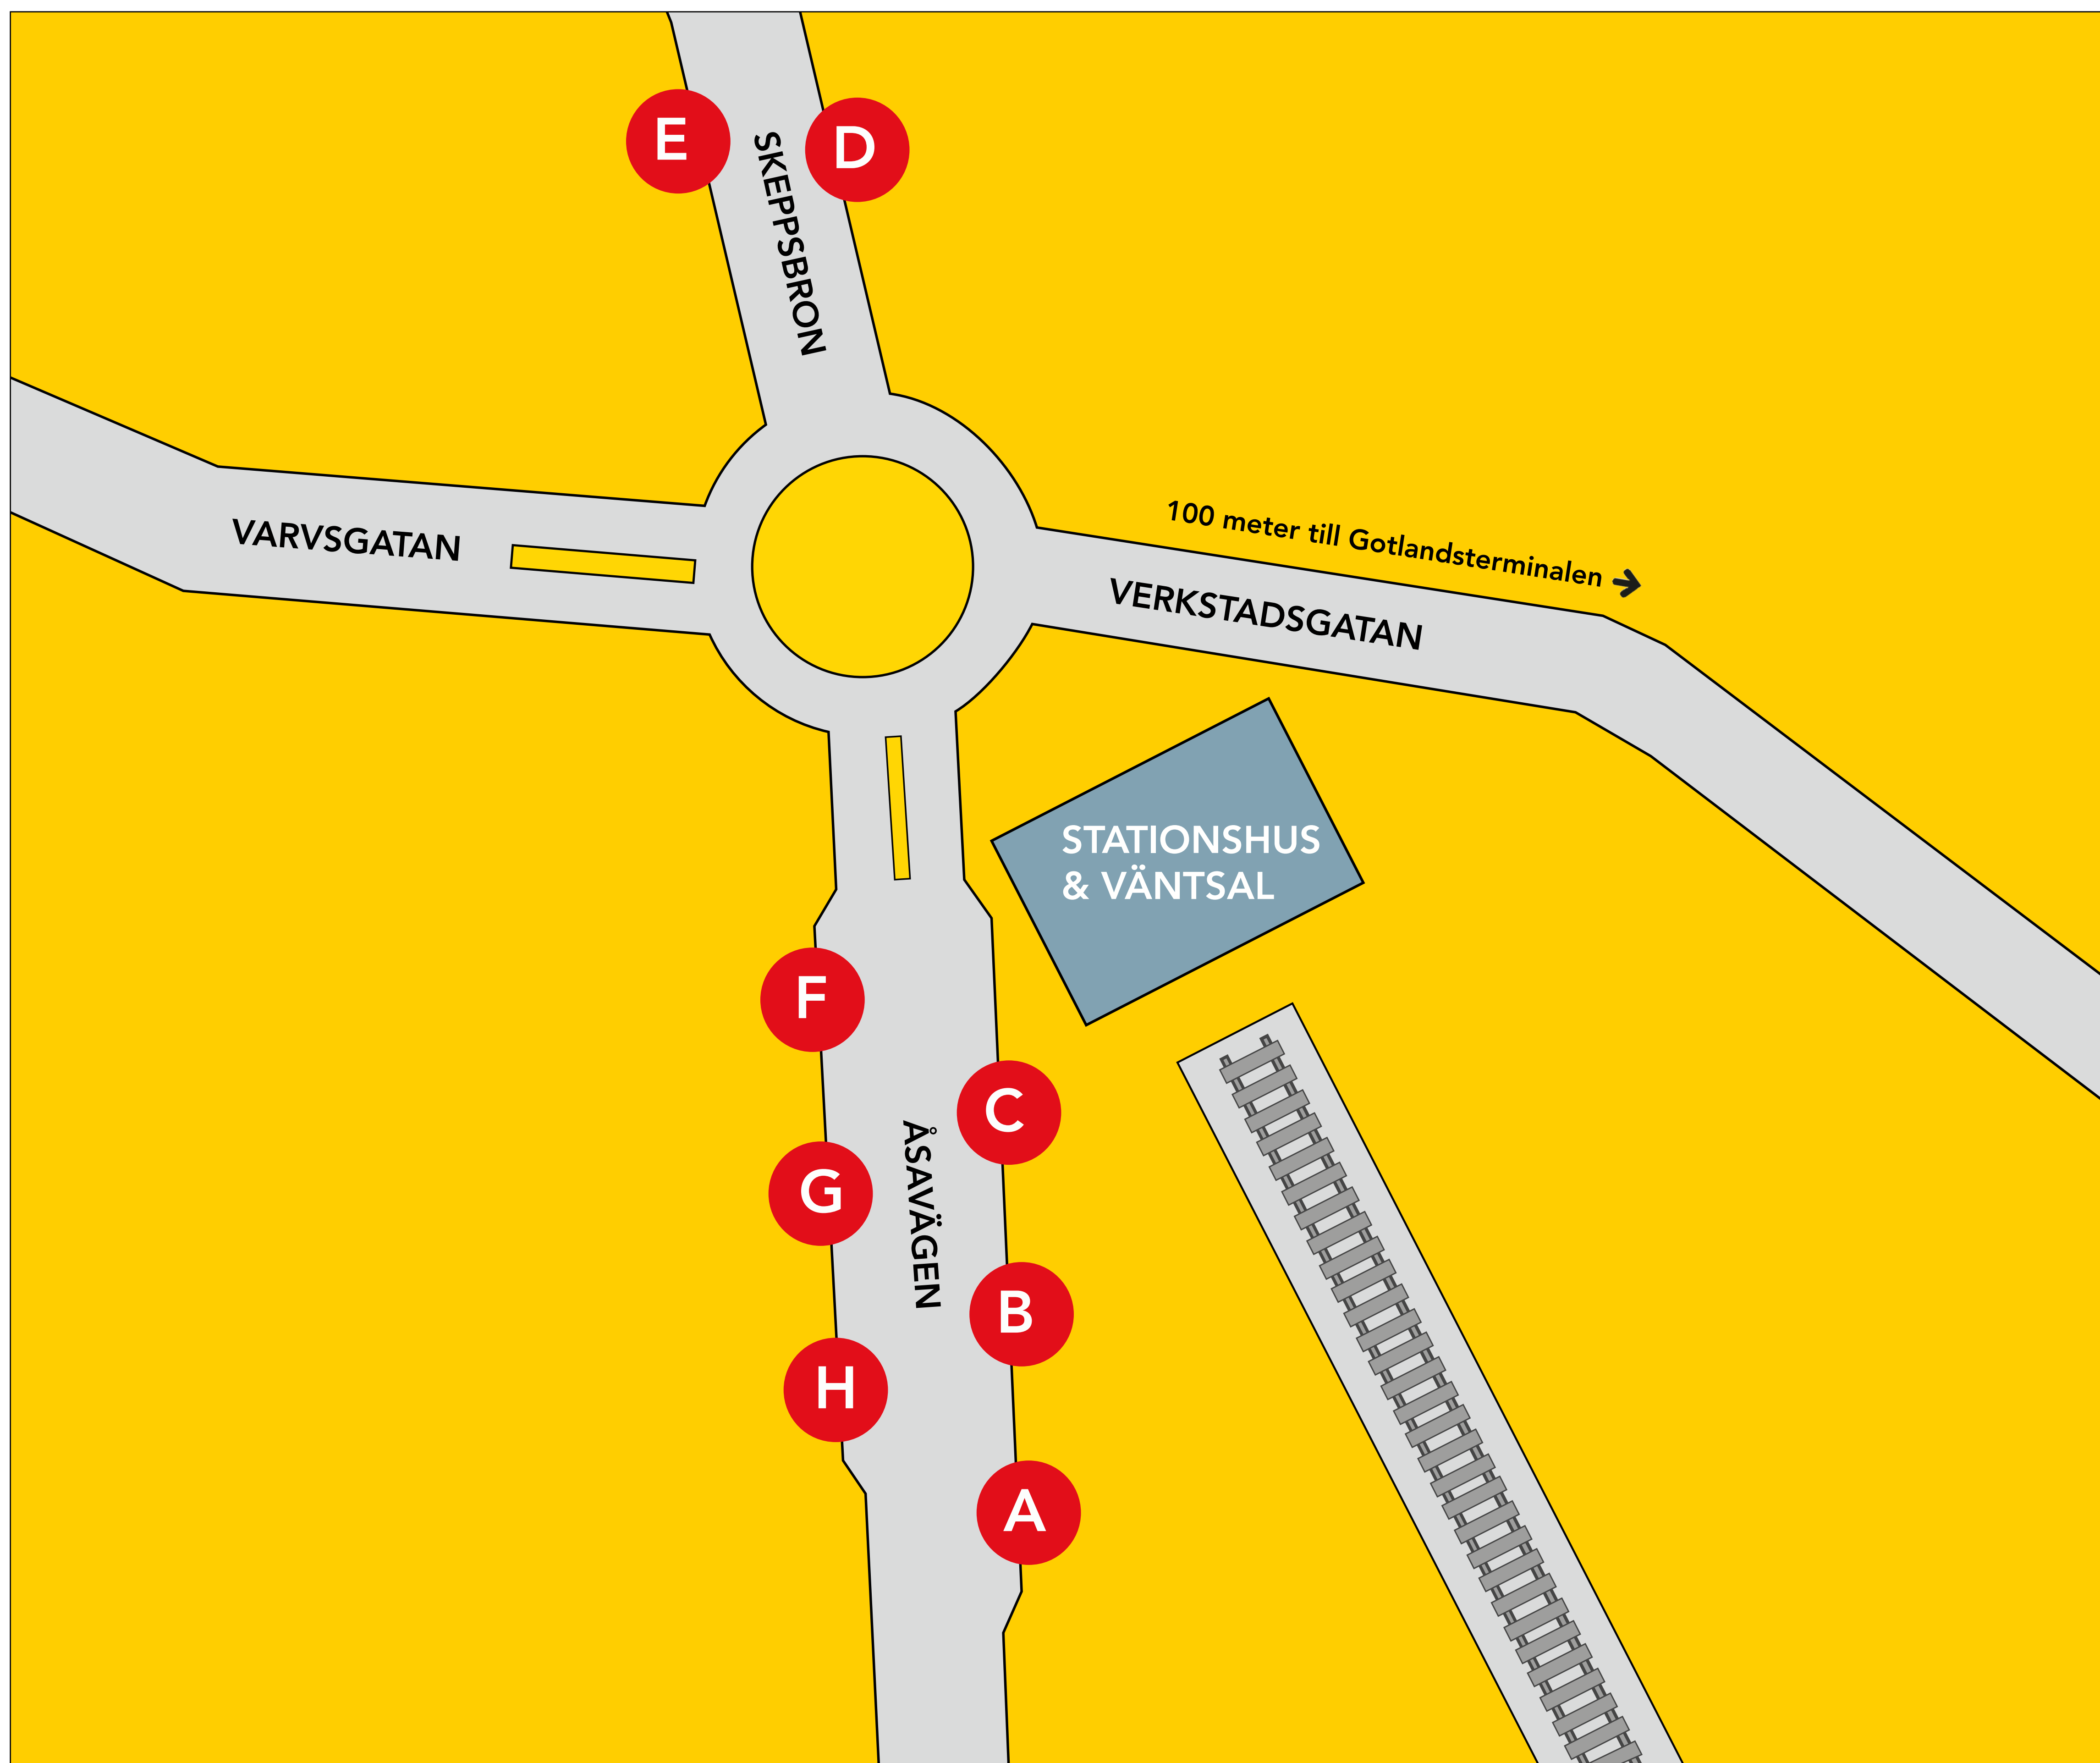 E
D
SKEPPSBRON
100 meter till Gotlandsterminalen
VARVSGATAN
VERKSTADSGATAN
STATIONSHUS
& VÄNTSAL
F
C
ÅSAVÄGEN
G
B
H
A